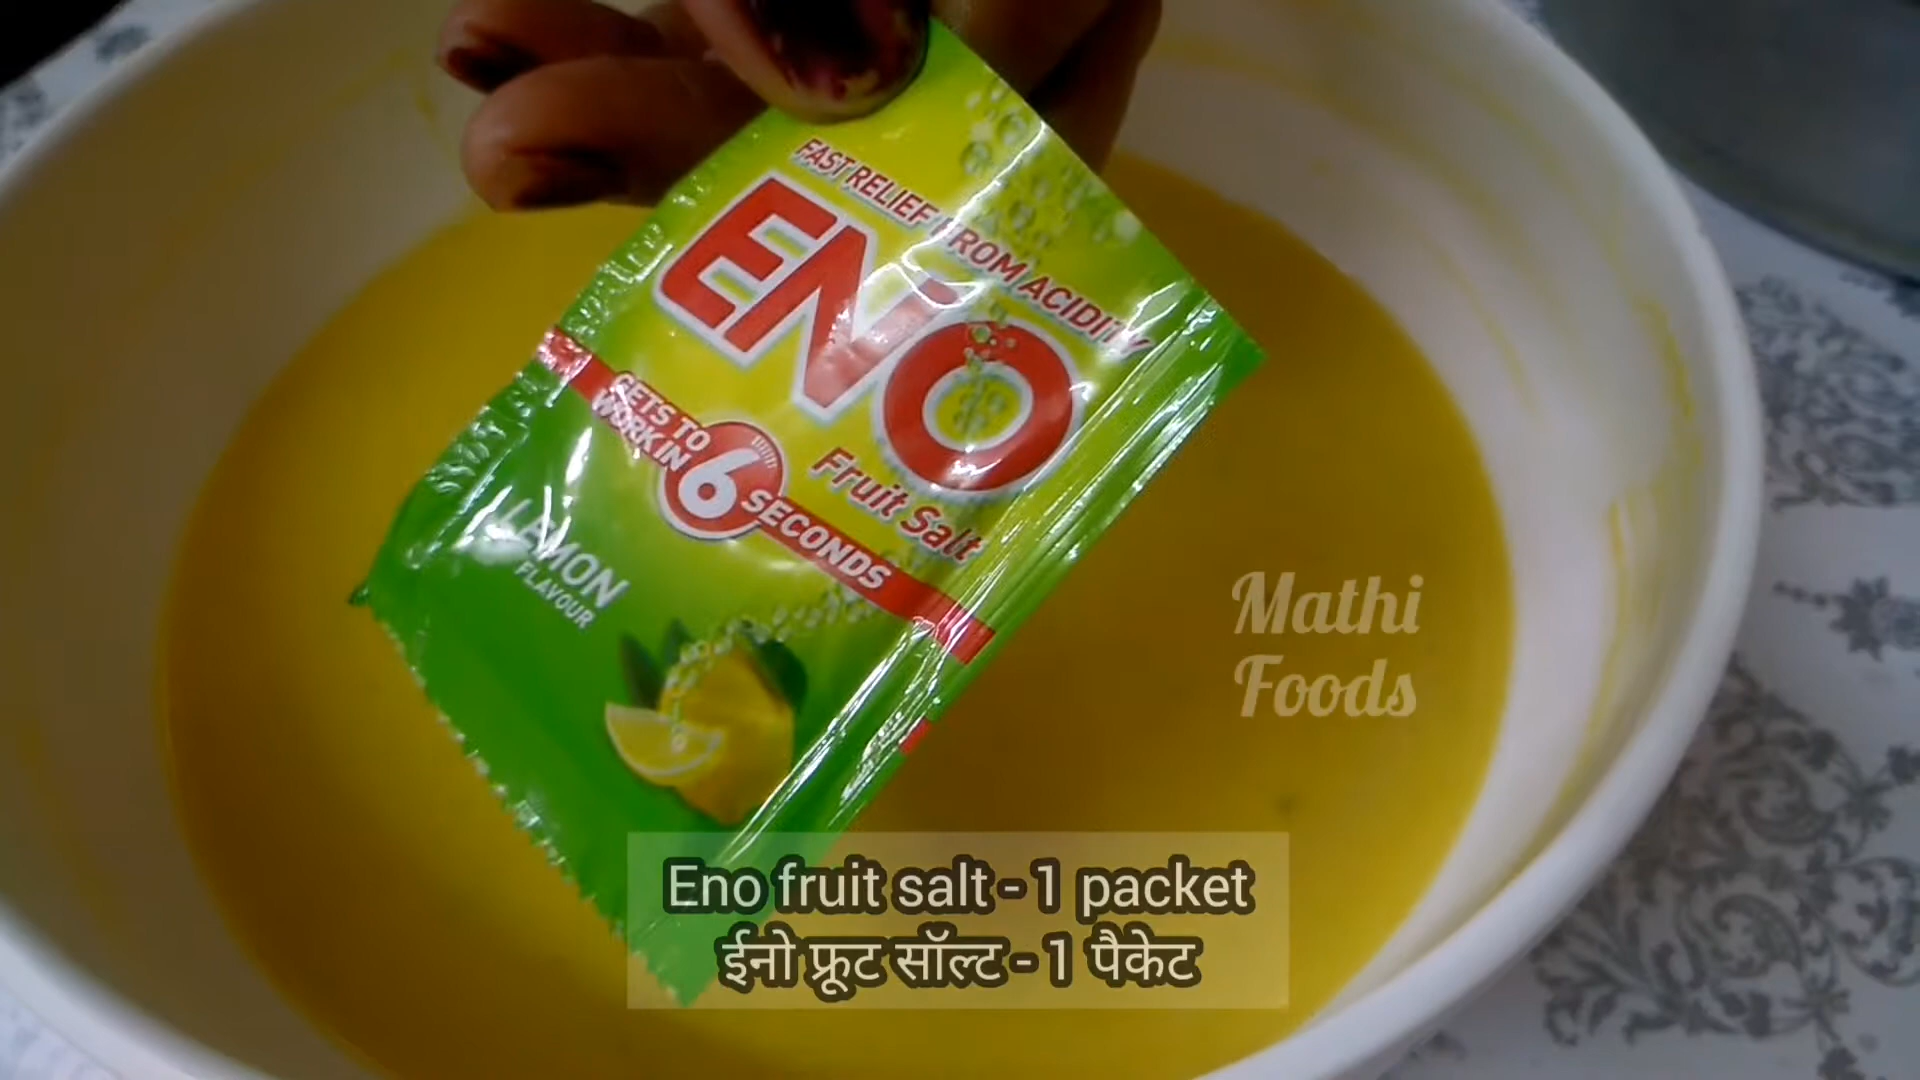 FAST RELIEF FROM ACIDITY
ENO
Fruit Salt
GETS TO
WORK IN
6
SECONDS
LEMON
FLAVOUR
Mathi
Foods
Eno fruit salt - 1 packet
ईनो फ्रूट सॉल्ट - 1 पैकेट